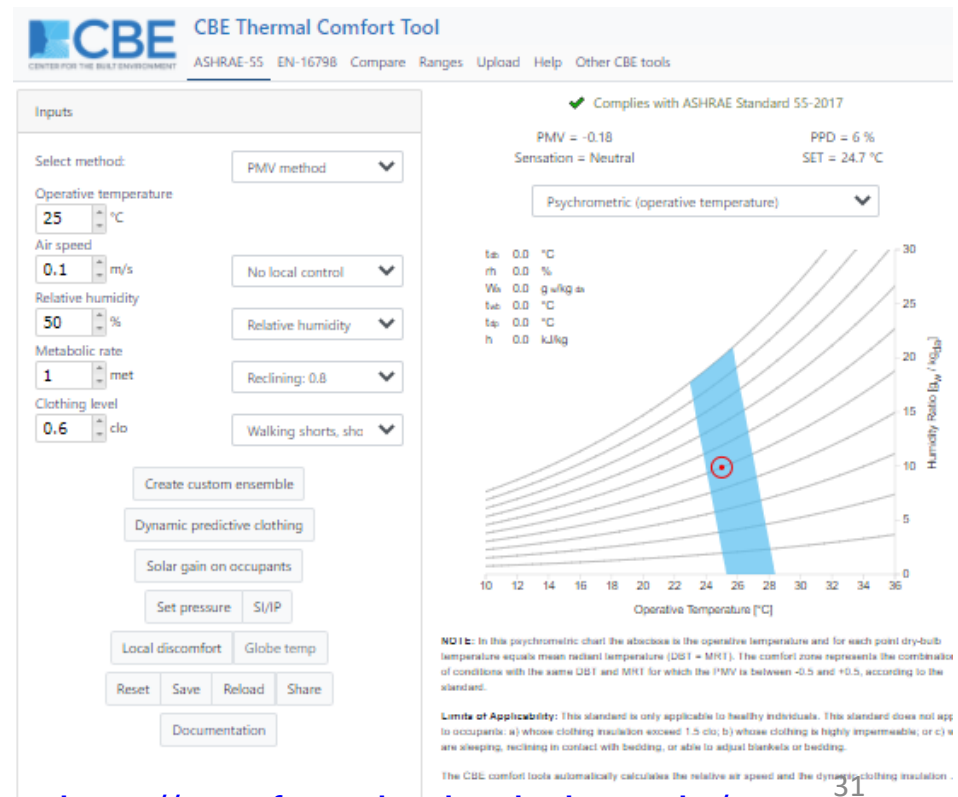 CBE
CENTER FOR THE BUILT ENVIRONMENT
CBE Thermal Comfort Tool
ASHRAE-55 EN-16798 Compare Ranges Upload Help Other CBE tools
Inputs
Select method:
PMV method
Operative temperature
25 °C
Air speed
0.1 m/s
No local control
Relative humidity
50 %
Relative humidity
Metabolic rate
1 met
Reclining: 0.8
Clothing level
0.6 clo
Walking shorts, sho
Create custom ensemble
Dynamic predictive clothing
Solar gain on occupants
Set pressure SI/IP
Local discomfort Globe temp
Reset Save Reload Share
Documentation
✔ Complies with ASHRAE Standard 55-2017
PMV = -0.18 PPD = 6 %
Sensation = Neutral SET = 24.7 °C
Psychrometric (operative temperature)
tdb 0.0 °C
rh 0.0 %
Wa 0.0 g w/kg da
twb 0.0 °C
tdp 0.0 °C
h 0.0 kJ/kg
30
25
20
15
10
5
0
Humidity Ratio [gw / kgda]
10 12 14 16 18 20 22 24 26 28 30 32 34 36
Operative Temperature [°C]
NOTE: In this psychrometric chart the abscissa is the operative temperature and for each point dry-bulb
temperature equals mean radiant temperature (DBT = MRT). The comfort zone represents the combination
of conditions with the same DBT and MRT for which the PMV is between -0.5 and +0.5, according to the
standard.
Limits of Applicability: This standard is only applicable to healthy individuals. This standard does not app
to occupants: a) whose clothing insulation exceed 1.5 clo; b) whose clothing is highly impermeable; or c) w
are sleeping, reclining in contact with bedding, or able to adjust blankets or bedding.
The CBE comfort tools automatically calculates the relative air speed and the dynamic clothing insulation
31